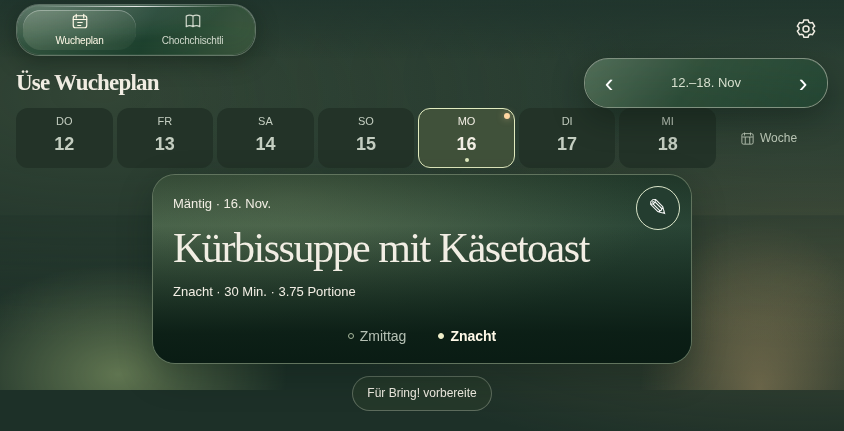 Wucheplan
Chochchischtli
Üse Wucheplan
12.–18. Nov
DO
12
FR
13
SA
14
SO
15
MO
16
DI
17
MI
18
Woche
Mäntig · 16. Nov.
Kürbissuppe mit Käsetoast
Znacht · 30 Min. · 3.75 Portione
Zmittag
Znacht
Für Bring! vorbereite